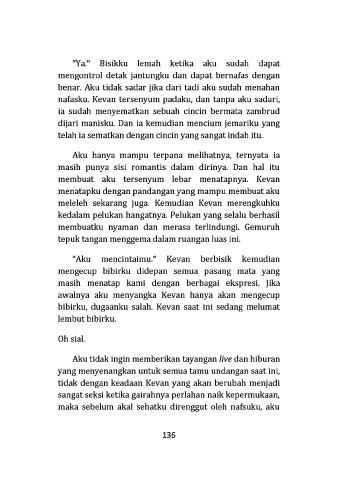 "Ya." Bisikku lemah ketika aku sudah dapat
mengontrol detak jantungku dan dapat bernafas dengan
benar. Aku tidak sadar jika dari tadi aku sudah menahan
nafasku. Kevan tersenyum padaku, dan tanpa aku sadari,
ia sudah menyematkan sebuah cincin bermata zambrud
dijari manisku. Dan ia kemudian mencium jemariku yang
telah ia sematkan dengan cincin yang sangat indah itu.
Aku hanya mampu terpana melihatnya, ternyata ia
masih punya sisi romantis dalam dirinya. Dan hal itu
membuat aku tersenyum lebar menatapnya. Kevan
menatapku dengan pandangan yang mampu membuat aku
meleleh sekarang juga. Kemudian Kevan merengkuhku
kedalam pelukan hangatnya. Pelukan yang selalu berhasil
membuatku nyaman dan merasa terlindungi. Gemuruh
tepuk tangan menggema dalam ruangan luas ini.
"Aku mencintaimu." Kevan berbisik kemudian
mengecup bibirku didepan semua pasang mata yang
masih menatap kami dengan berbagai ekspresi. Jika
awalnya aku menyangka Kevan hanya akan mengecup
bibirku, dugaanku salah. Kevan saat ini sedang melumat
lembut bibirku.
Oh sial.
Aku tidak ingin memberikan tayangan live dan hiburan
yang menyenangkan untuk semua tamu undangan saat ini,
tidak dengan keadaan Kevan yang akan berubah menjadi
sangat seksi ketika gairahnya perlahan naik kepermukaan,
maka sebelum akal sehatku direnggut oleh nafsuku, aku
136